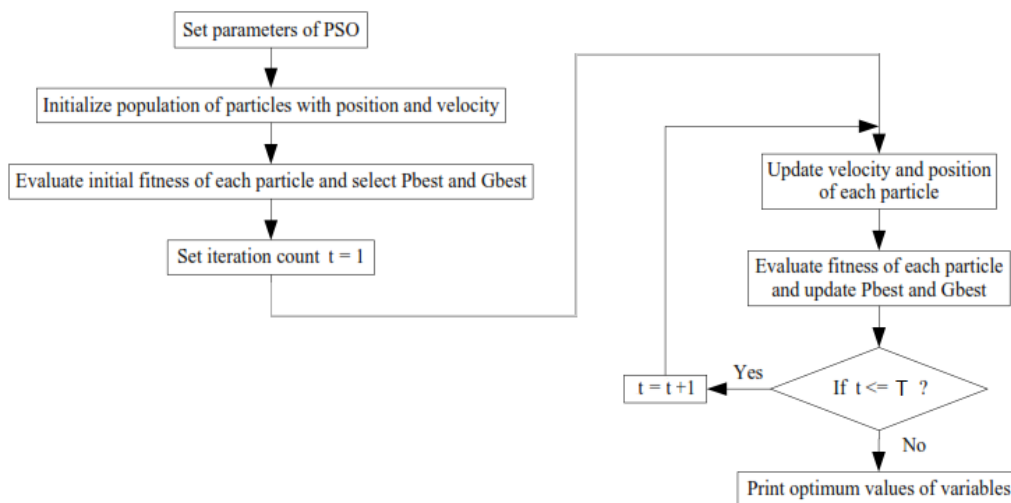 Set parameters of PSO
Initialize population of particles with position and velocity
Evaluate initial fitness of each particle and select Pbest and Gbest
Set iteration count t = 1
Update velocity and position
of each particle
Evaluate fitness of each particle
and update Pbest and Gbest
If t <= T ?
Yes
t = t +1
No
Print optimum values of variables